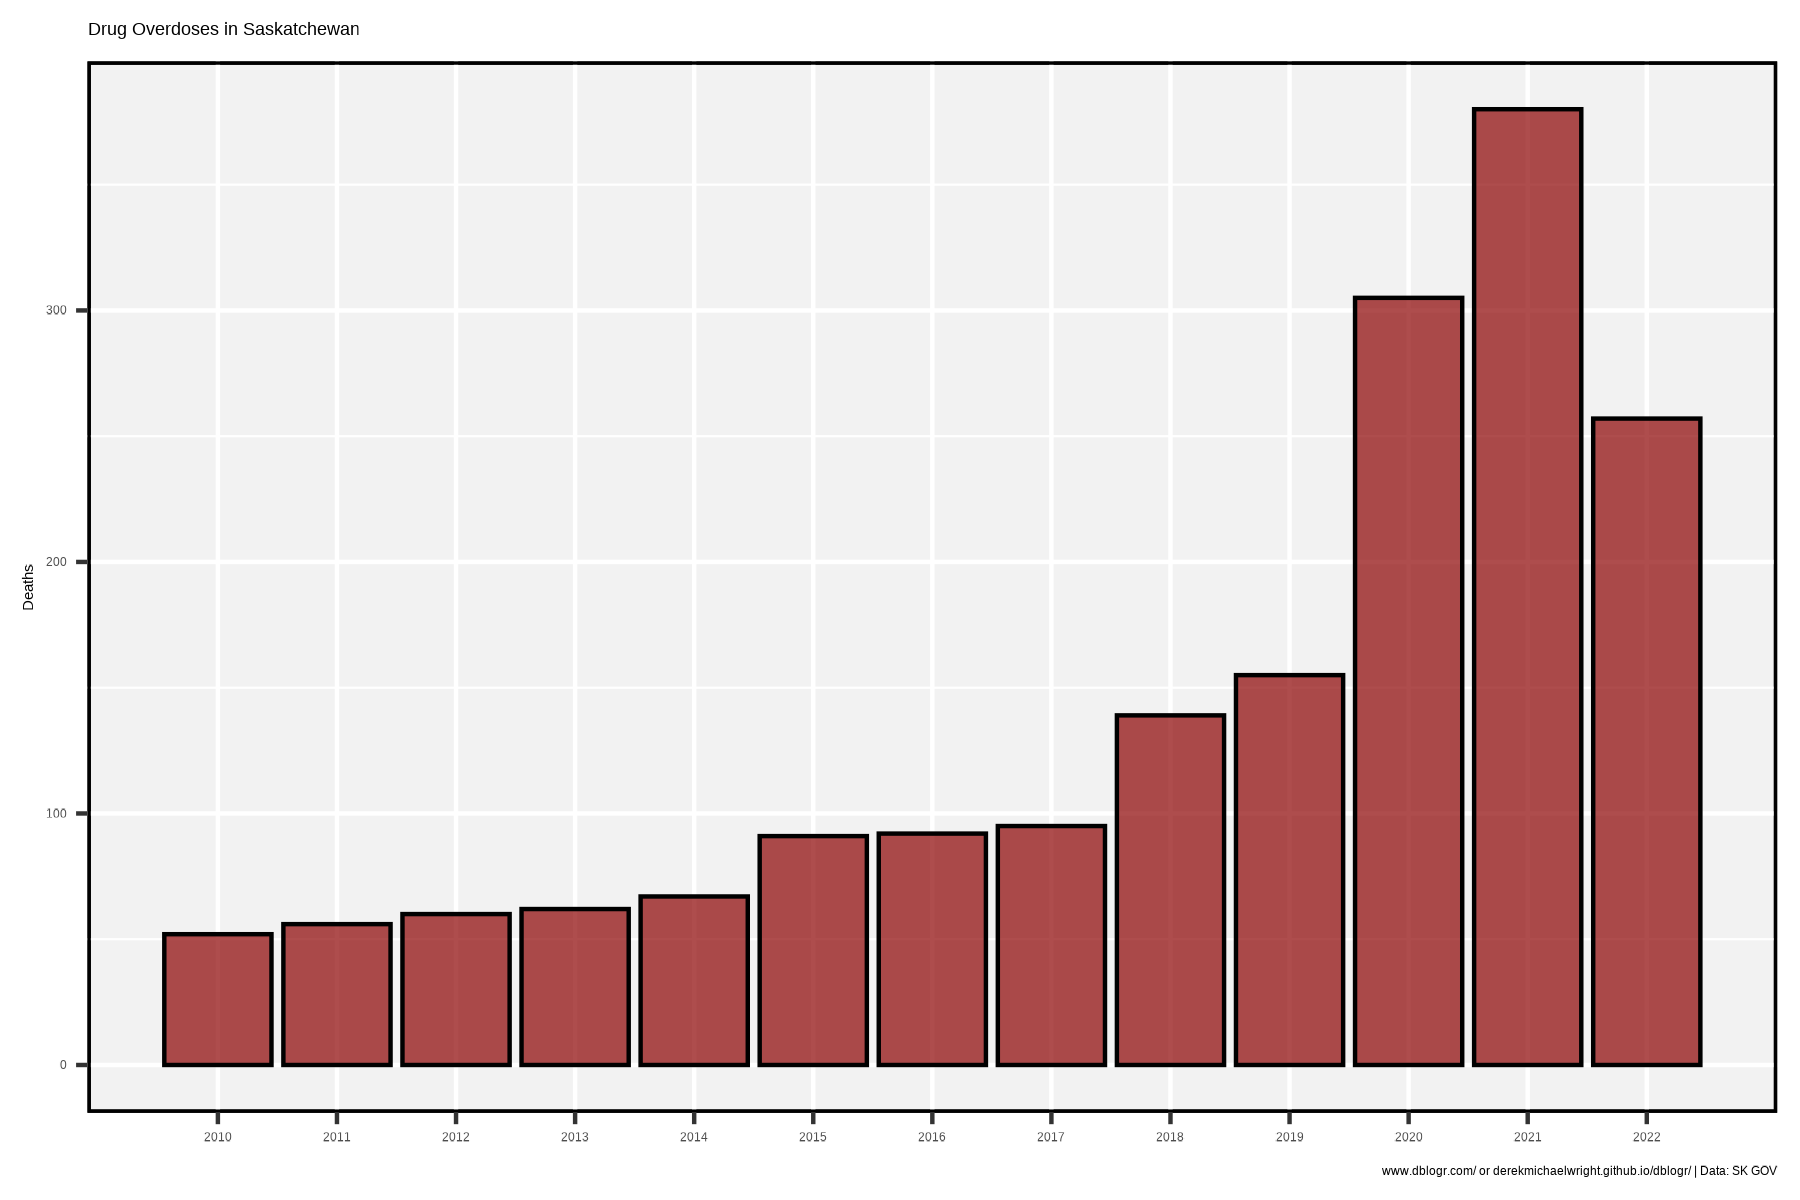 Drug Overdoses in Saskatchewan
Deaths
300
200
100
0
2010 2011 2012 2013 2014 2015 2016 2017 2018 2019 2020 2021 2022
www.dblogr.com/ or derekmichaelwright.github.io/dblogr/ | Data: SK GOV